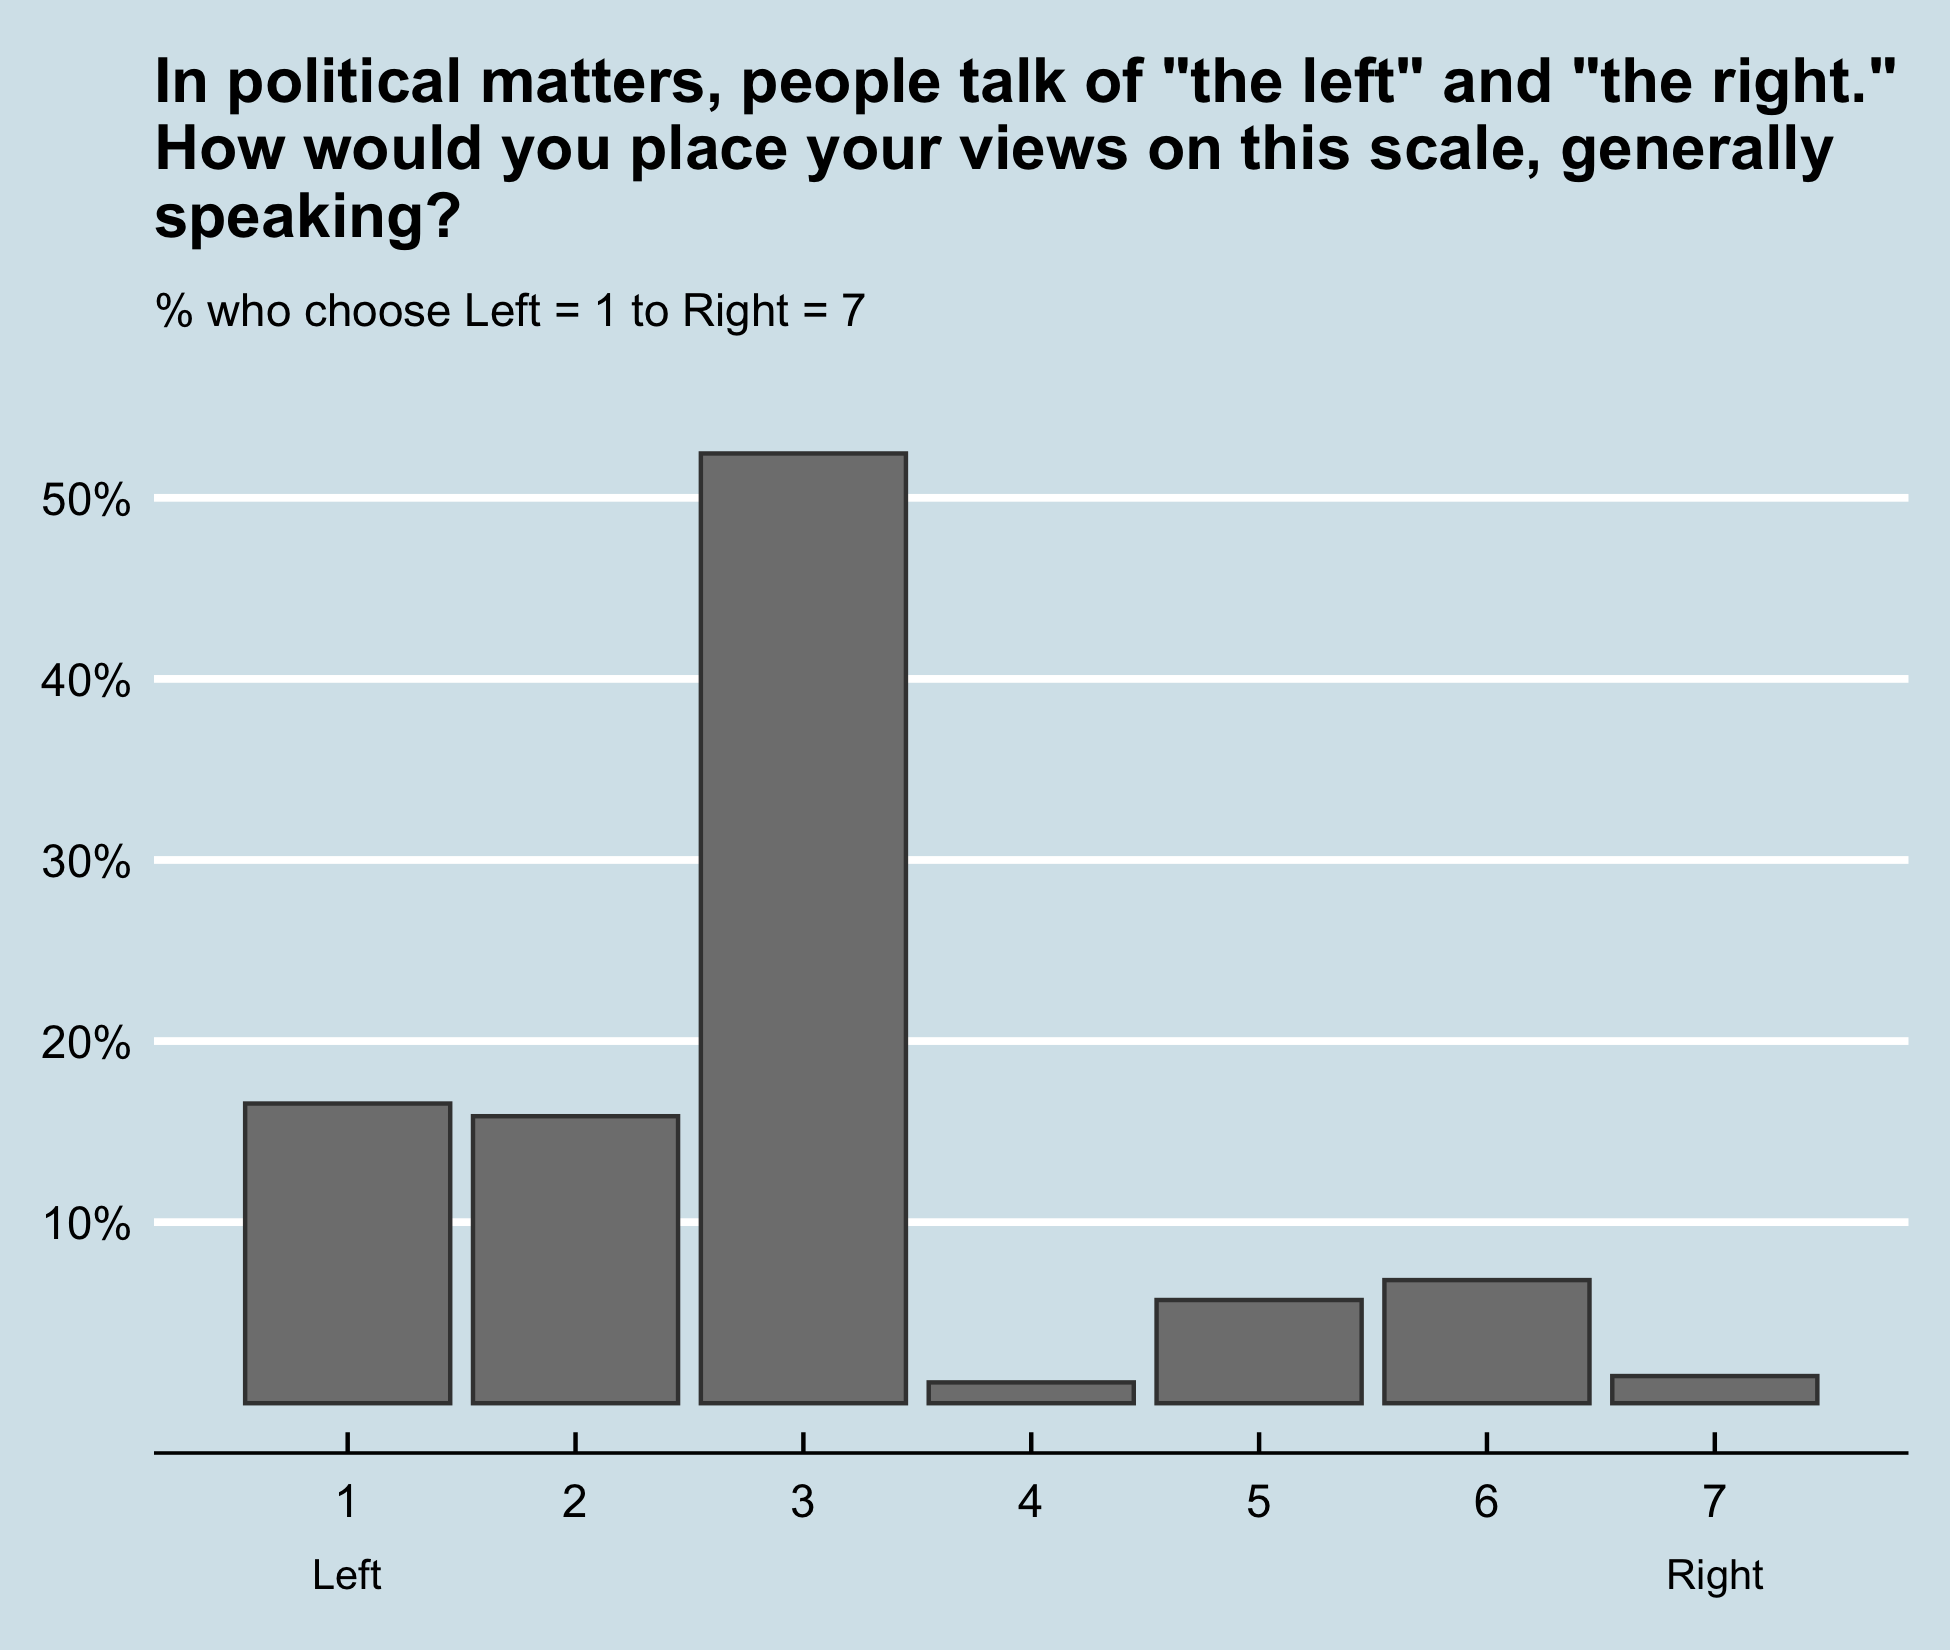 In political matters, people talk of "the left" and "the right."
How would you place your views on this scale, generally
speaking?
% who choose Left = 1 to Right = 7
50%
40%
30%
20%
10%
1 2 3 4 5 6 7
Left Right